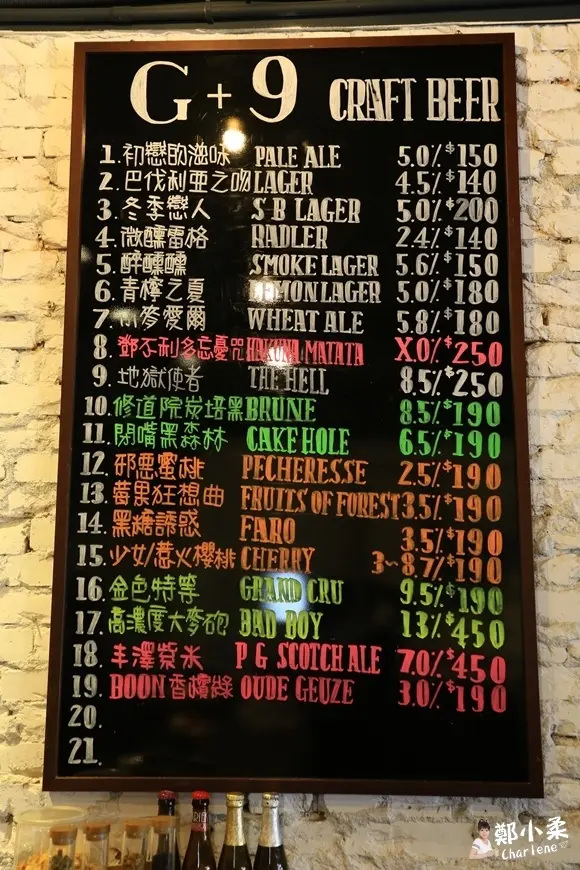 G+9 CRAFT BEER
1. 初戀的滋味 PALE ALE 5.0% $150
2. 巴伐利亞之吻 LAGER 4.5% $140
3. 冬季戀人 S B LAGER 5.0% $200
4. 微醺雷格 RADLER 2.4% $140
5. 醉醺醺 SMOKE LAGER 5.6% $150
6. 青檸之夏 LEMON LAGER 5.0% $180
7. 小麥愛爾 WHEAT ALE 5.8% $180
8. 鄧不利多忘憂咒 HAKUNA MATATA X.0% $250
9. 地獄使者 THE HELL 8.5% $250
10. 修道院炭培黑 BRUNE 8.5% $190
11. 閉嘴黑森林 CAKE HOLE 6.5% $190
12. 邪惡蜜桃 PECHERESSE 2.5% $190
13. 莓果狂想曲 FRUITS OF FOREST 3.5% $190
14. 黑糖誘惑 FARO 3.5% $190
15. 少女惹火櫻桃 CHERRY 3~8.7% $190
16. 金色特等 GRAND CRU 9.5% $190
17. 高濃度大麥砲 BAD BOY 13% $450
18. 丰澤紫米 P G SCOTCH ALE 7.0% $450
19. BOON 香檳綠 OUDE GEUZE 3.0% $190
20.
21.
鄭小柔
Charlene